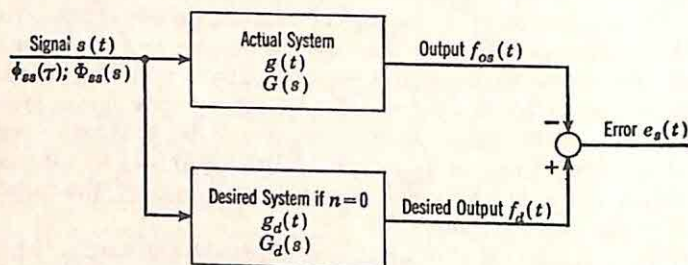 Signal s(t)
ϕss(τ); Φss(s)
Actual System
g(t)
G(s)
Output fos(t)
−
Error es(t)
+
Desired System if n=0
gd(t)
Gd(s)
Desired Output fd(t)